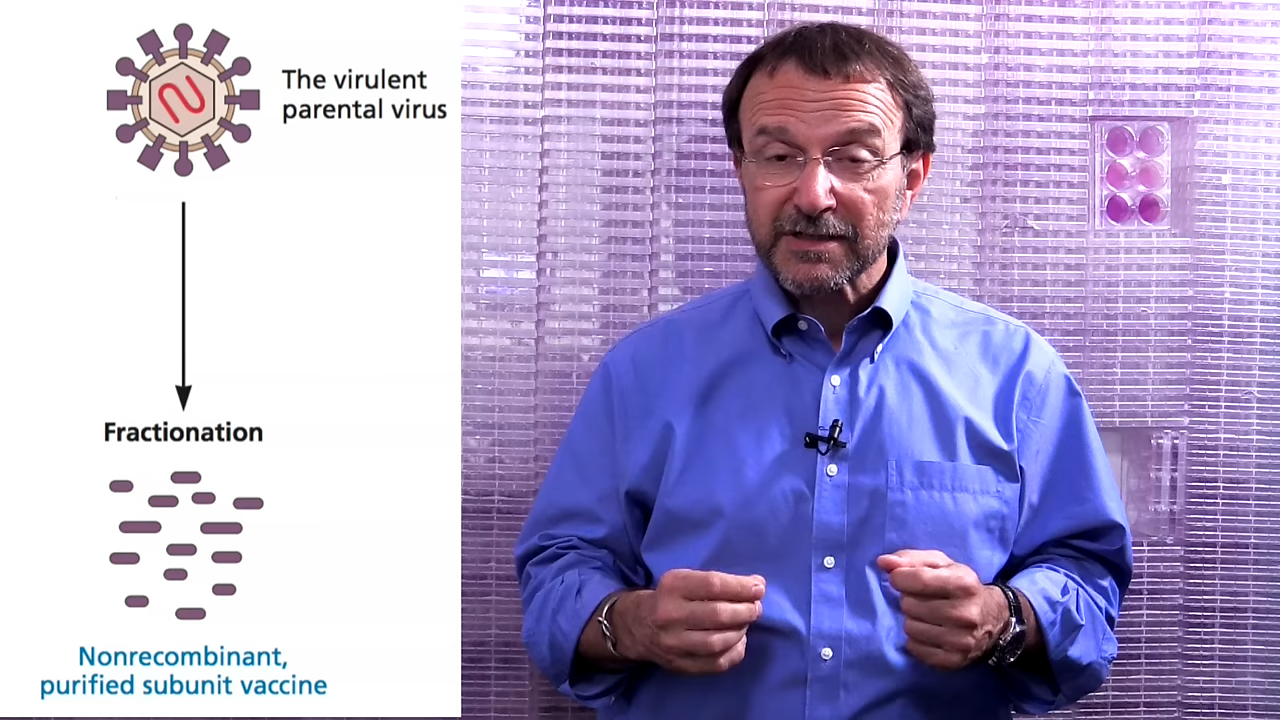 The virulent
parental virus
Fractionation
Nonrecombinant,
purified subunit vaccine